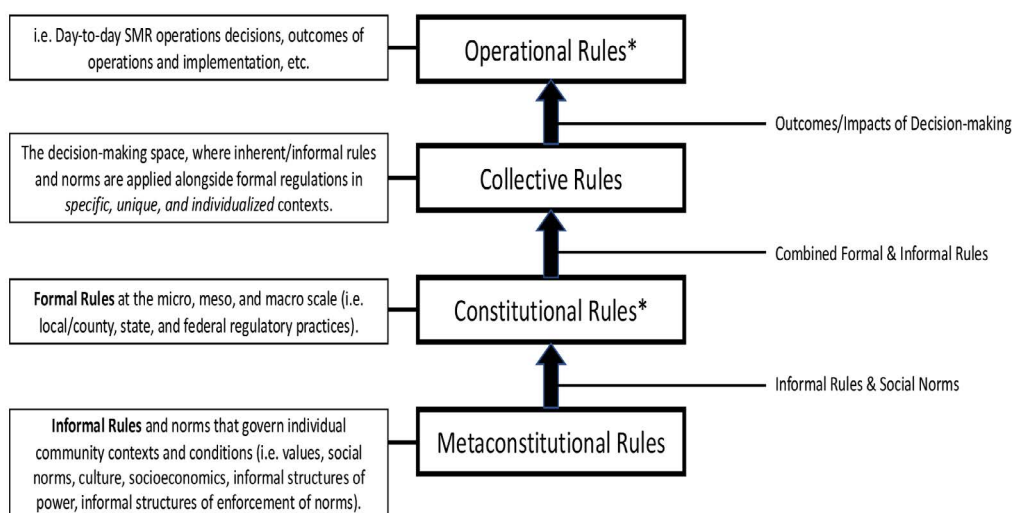 i.e. Day-to-day SMR operations decisions, outcomes of
operations and implementation, etc.
Operational Rules*
Outcomes/Impacts of Decision-making
The decision-making space, where inherent/informal rules
and norms are applied alongside formal regulations in
specific, unique, and individualized contexts.
Collective Rules
Combined Formal & Informal Rules
Formal Rules at the micro, meso, and macro scale (i.e.
local/county, state, and federal regulatory practices).
Constitutional Rules*
Informal Rules & Social Norms
Informal Rules and norms that govern individual
community contexts and conditions (i.e. values, social
norms, culture, socioeconomics, informal structures of
power, informal structures of enforcement of norms).
Metaconstitutional Rules